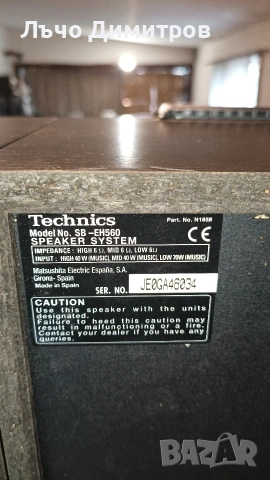 Лъчо Димитров
Technics
Part. No. N185B
Model No. SB-EH560
SPEAKER SYSTEM
CE
IMPEDANCE : HIGH 6 Ω, MID 6 Ω, LOW 6Ω
INPUT : HIGH 40 W (MUSIC), MID 40 W (MUSIC), LOW 70W (MUSIC)
Matsushita Electric España, S.A.
Girona- Spain
Made in Spain
SER. NO. JE0GA46034
CAUTION
Use this speaker with the units
designated.
Failure to heed this caution may
result in malfunctioning or a fire.
Contact your dealer if you have any
queries.
BAZAR